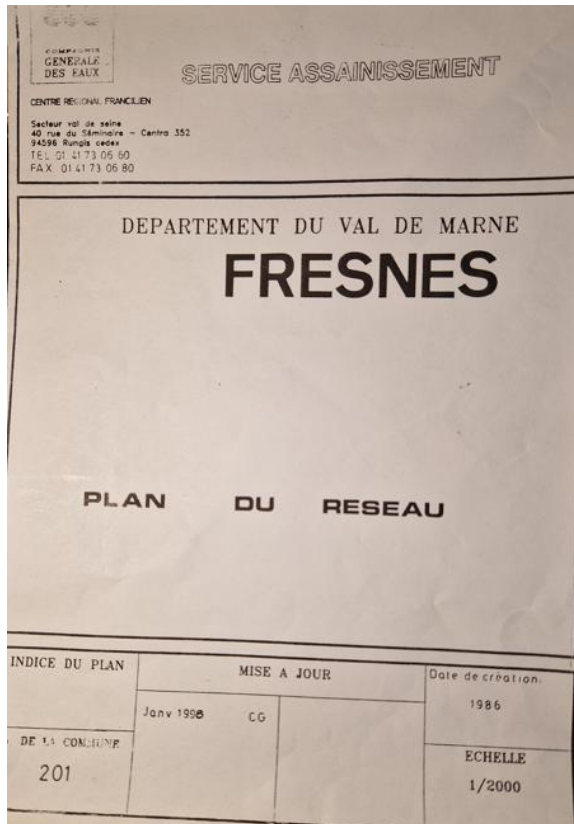 COMPAGNIE
GENERALE
DES EAUX
SERVICE ASSAINISSEMENT
CENTRE REGIONAL FRANCILIEN
Secteur val de seine
40 rue du Séminaire - Centra 352
94596 Rungis cedex
TEL 01 41 73 06 60
FAX 01 41 73 06 80
DEPARTEMENT DU VAL DE MARNE
FRESNES
PLAN DU RESEAU
INDICE DU PLAN
MISE A JOUR
Date de création:
Janv 1998 CG
1986
DE LA COMMUNE
201
ECHELLE
1/2000